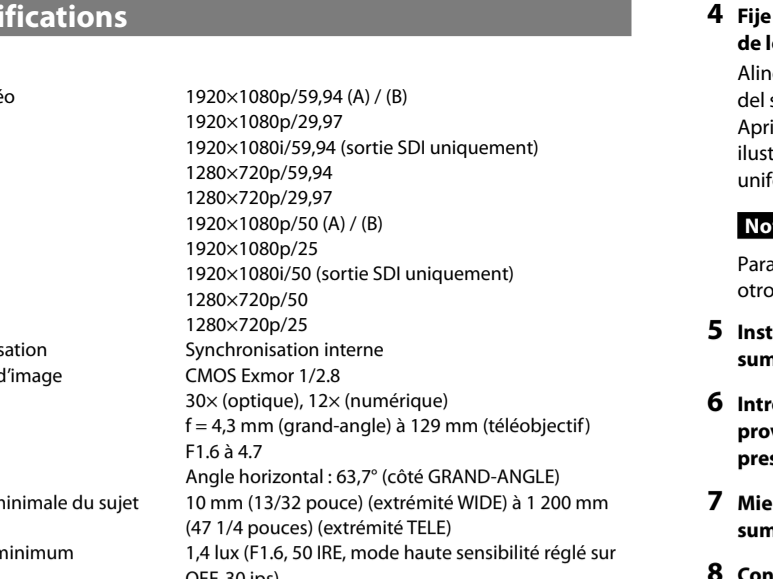 ifications
éo 1920×1080p/59,94 (A) / (B)
1920×1080p/29,97
1920×1080i/59,94 (sortie SDI uniquement)
1280×720p/59,94
1280×720p/29,97
1920×1080p/50 (A) / (B)
1920×1080p/25
1920×1080i/50 (sortie SDI uniquement)
1280×720p/50
1280×720p/25
sation Synchronisation interne
d’image CMOS Exmor 1/2.8
30× (optique), 12× (numérique)
f = 4,3 mm (grand-angle) à 129 mm (téléobjectif)
F1.6 à 4.7
Angle horizontal : 63,7° (côté GRAND-ANGLE)
ninimale du sujet 10 mm (13/32 pouce) (extrémité WIDE) à 1 200 mm
(47 1/4 pouces) (extrémité TELE)
minimum 1,4 lux (F1.6, 50 IRE, mode haute sensibilité réglé sur
OFF, 30 ips)
4 Fije
de l
Alin
del s
Apri
ilust
unif
No
Para
otro
5 Inst
sum
6 Intr
prov
pres
7 Mie
sum
8 Con